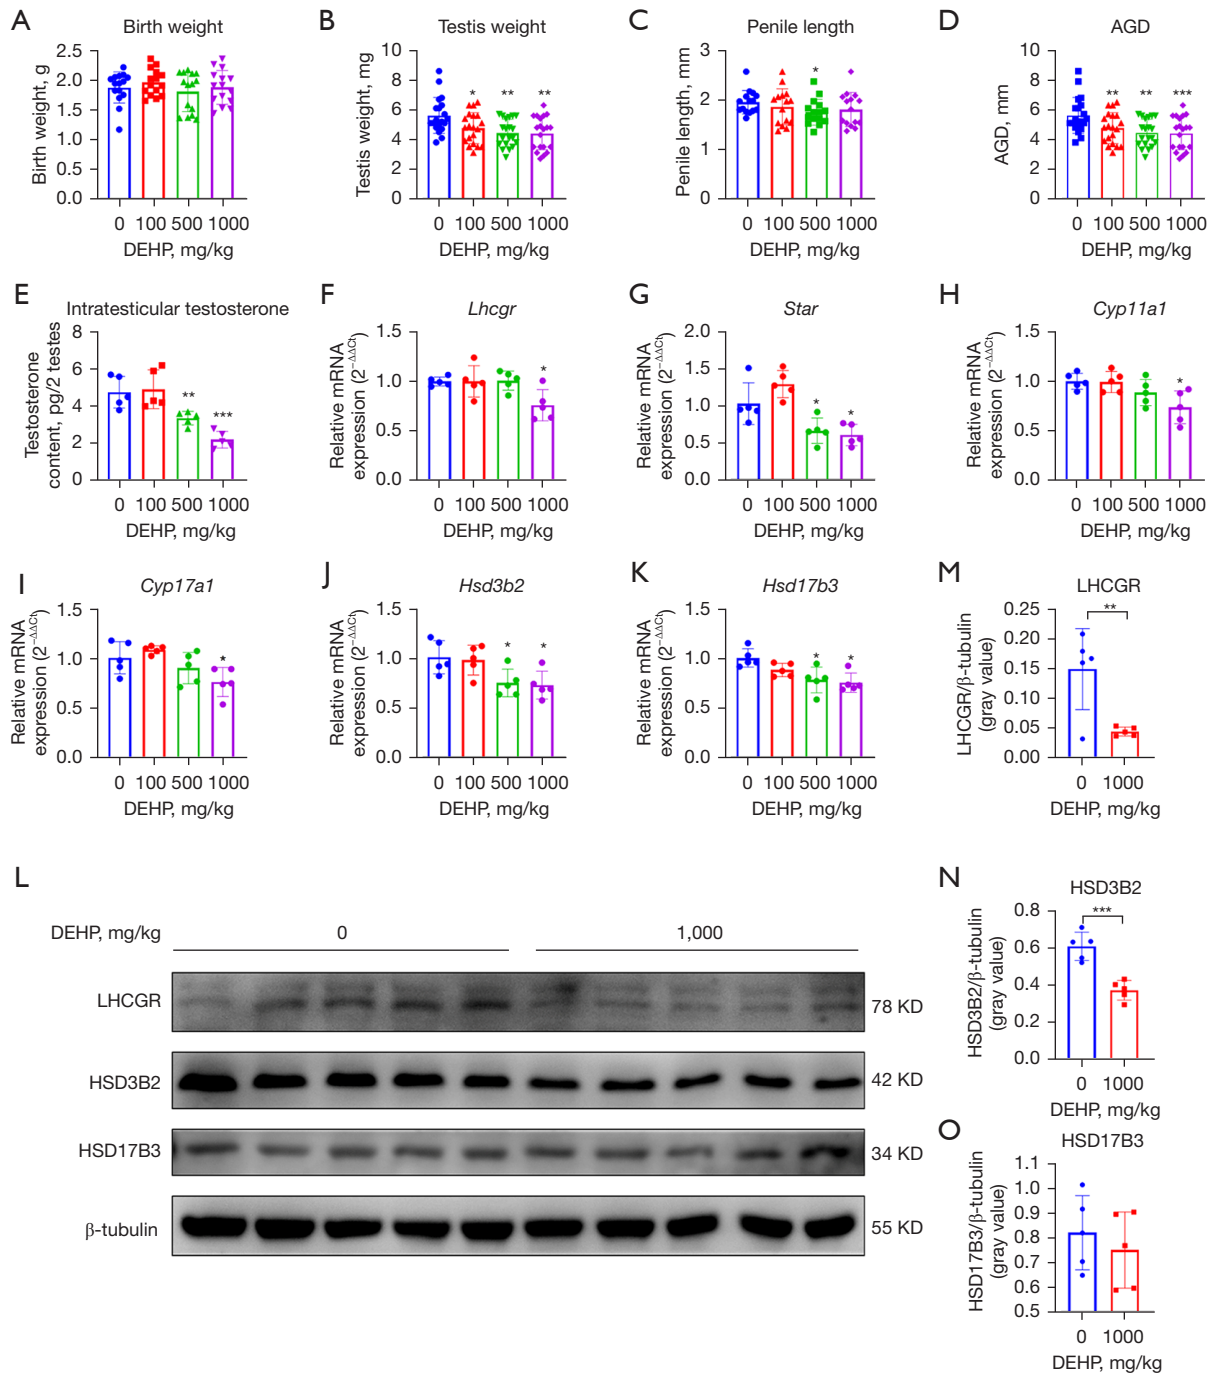 A
Birth weight
Birth weight, g
2.5
2.0
1.5
1.0
0.5
0.0
0 100 500 1000
DEHP, mg/kg
B
Testis weight
Testis weight, mg
10
8
6
4
2
0
* ** **
0 100 500 1000
DEHP, mg/kg
C
Penile length
Penile length, mm
3
2
1
0
*
0 100 500 1000
DEHP, mg/kg
D
AGD
AGD, mm
10
8
6
4
2
0
** ** ***
0 100 500 1000
DEHP, mg/kg
E
Intratesticular testosterone
Testosterone
content, pg/2 testes
8
6
4
2
0
** ***
0 100 500 1000
DEHP, mg/kg
F
Lhcgr
Relative mRNA
expression (2−ΔΔCt)
1.5
1.0
0.5
0.0
*
0 100 500 1000
DEHP, mg/kg
G
Star
Relative mRNA
expression (2−ΔΔCt)
2.0
1.5
1.0
0.5
0.0
* *
0 100 500 1000
DEHP, mg/kg
H
Cyp11a1
Relative mRNA
expression (2−ΔΔCt)
1.5
1.0
0.5
0.0
*
0 100 500 1000
DEHP, mg/kg
I
Cyp17a1
Relative mRNA
expression (2−ΔΔCt)
1.5
1.0
0.5
0.0
*
0 100 500 1000
DEHP, mg/kg
J
Hsd3b2
Relative mRNA
expression (2−ΔΔCt)
1.5
1.0
0.5
0.0
* *
0 100 500 1000
DEHP, mg/kg
K
Hsd17b3
Relative mRNA
expression (2−ΔΔCt)
1.5
1.0
0.5
0.0
* *
0 100 500 1000
DEHP, mg/kg
M
LHCGR
LHCGR/β-tubulin
(gray value)
0.25
0.20
0.15
0.10
0.05
0.00
**
0 1000
DEHP, mg/kg
L
DEHP, mg/kg 0 1,000
LHCGR 78 KD
HSD3B2 42 KD
HSD17B3 34 KD
β-tubulin 55 KD
N
HSD3B2
HSD3B2/β-tubulin
(gray value)
0.8
0.6
0.4
0.2
0.0
***
0 1000
DEHP, mg/kg
O
HSD17B3
HSD17B3/β-tubulin
(gray value)
1.1
1.0
0.9
0.8
0.7
0.6
0.5
0 1000
DEHP, mg/kg